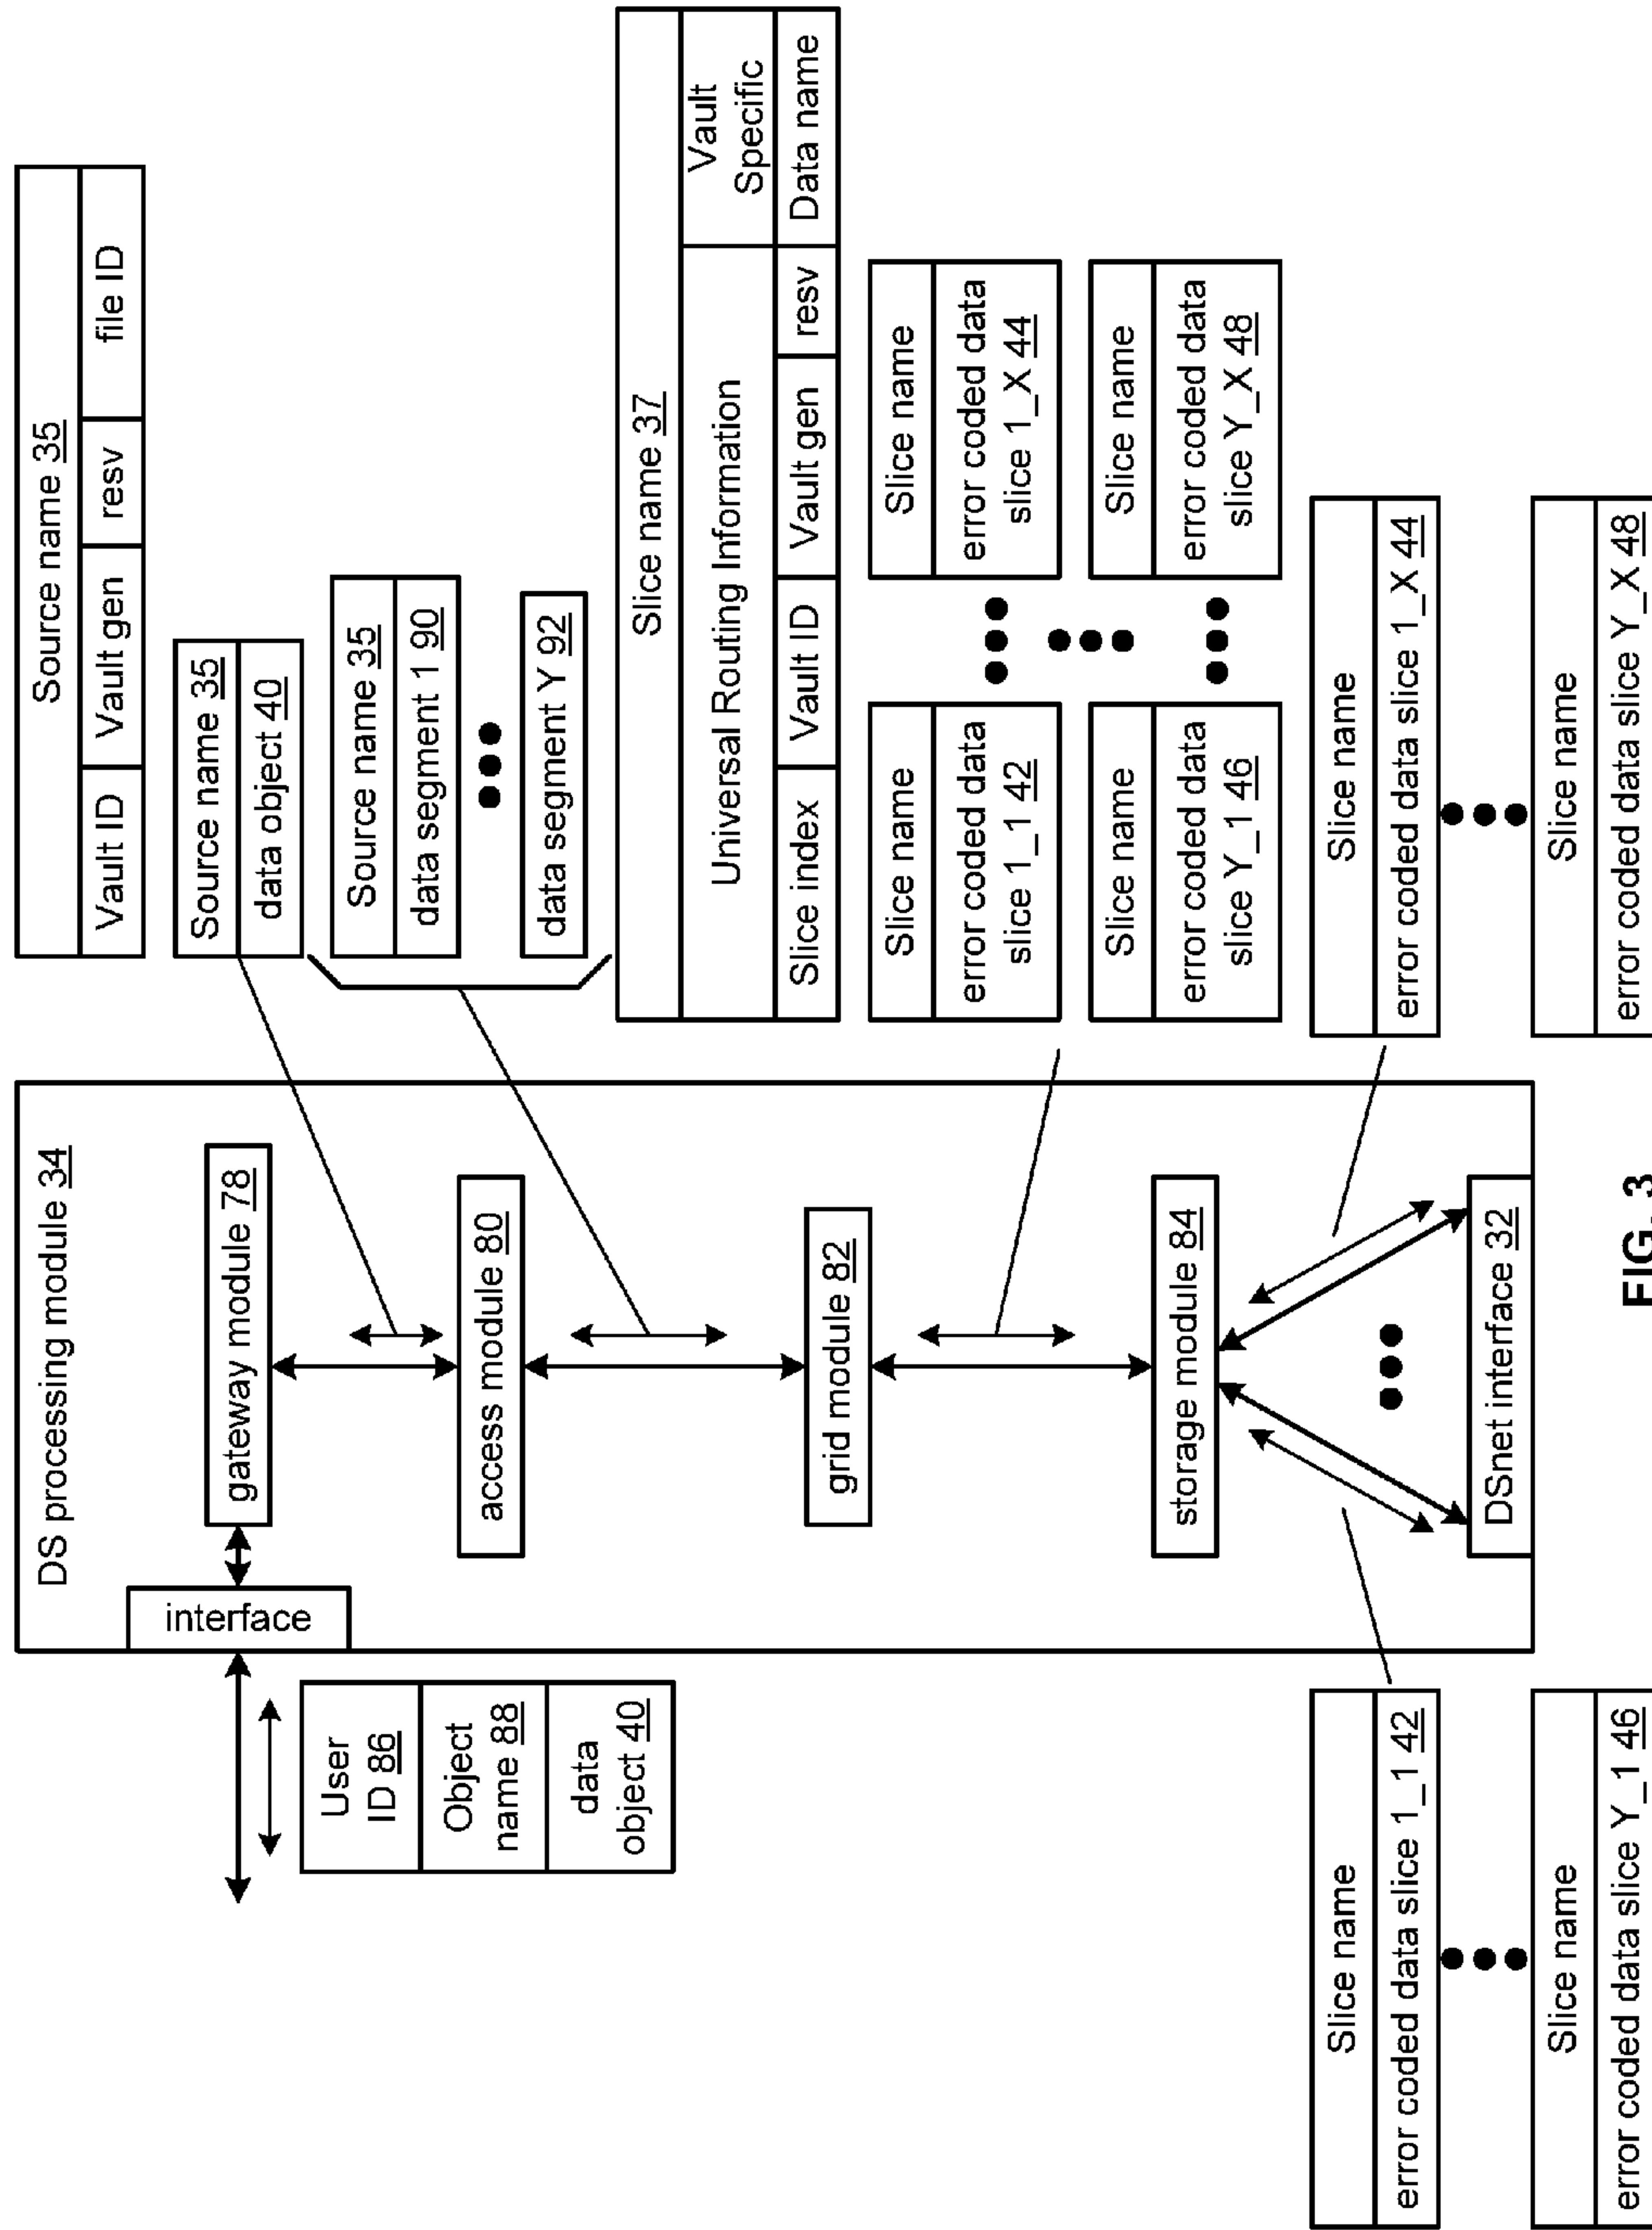 DS processing module 34
interface
gateway module 78
access module 80
grid module 82
storage module 84
DSnet interface 32
User
ID 86
Object
name 88
data
object 40
Source name 35
Vault ID
Vault gen
resv
file ID
Source name 35
data object 40
Source name 35
data segment 1 90
data segment Y 92
Slice name 37
Universal Routing Information
Vault
Specific
Slice index
Vault ID
Vault gen
resv
Data name
Slice name
error coded data
slice 1_1 42
Slice name
error coded data
slice 1_X 44
Slice name
error coded data
slice Y_1 46
Slice name
error coded data
slice Y_X 48
Slice name
error coded data slice 1_1 42
Slice name
error coded data slice Y_1 46
Slice name
error coded data slice 1_X 44
Slice name
error coded data slice Y_X 48
FIG. 3